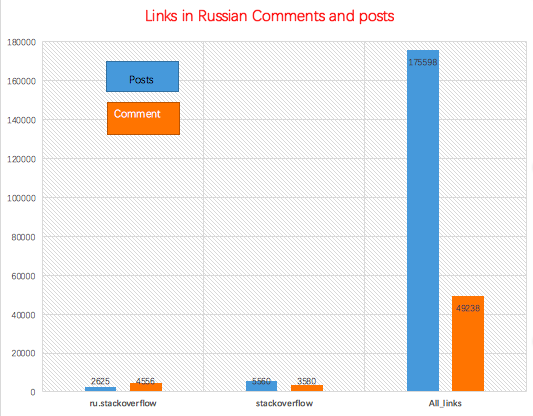 Links in Russian Comments and posts
180000
160000
140000
120000
100000
80000
60000
40000
20000
0
Posts
Comment
2625
4556
5560
3580
175598
49238
ru.stackoverflow
stackoverflow
All_links